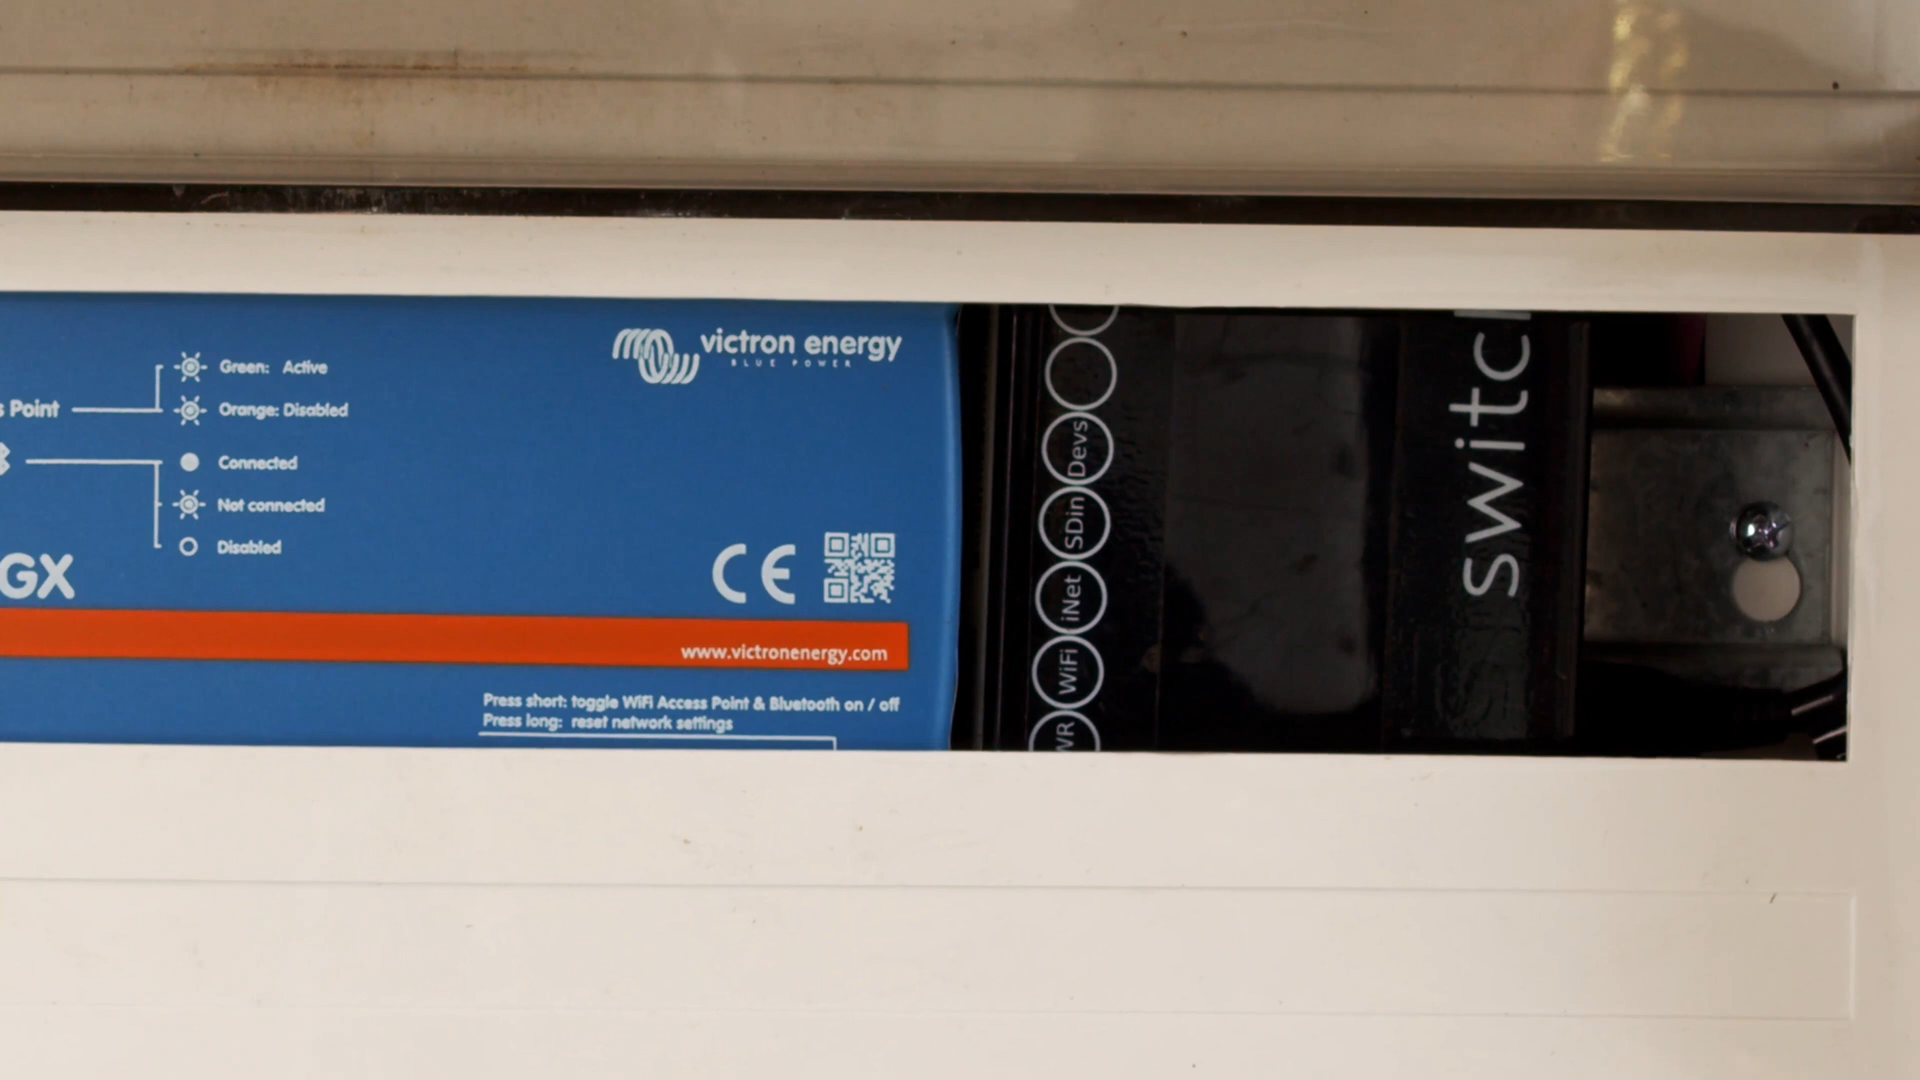 victron energy
BLUE POWER
Green: Active
s Point
Orange: Disabled
Connected
Not connected
Disabled
GX
CE
www.victronenergy.com
Press short: toggle WiFi Access Point & Bluetooth on / off
Press long: reset network settings
WR
WiFi
iNet
SDin
Devs
switc